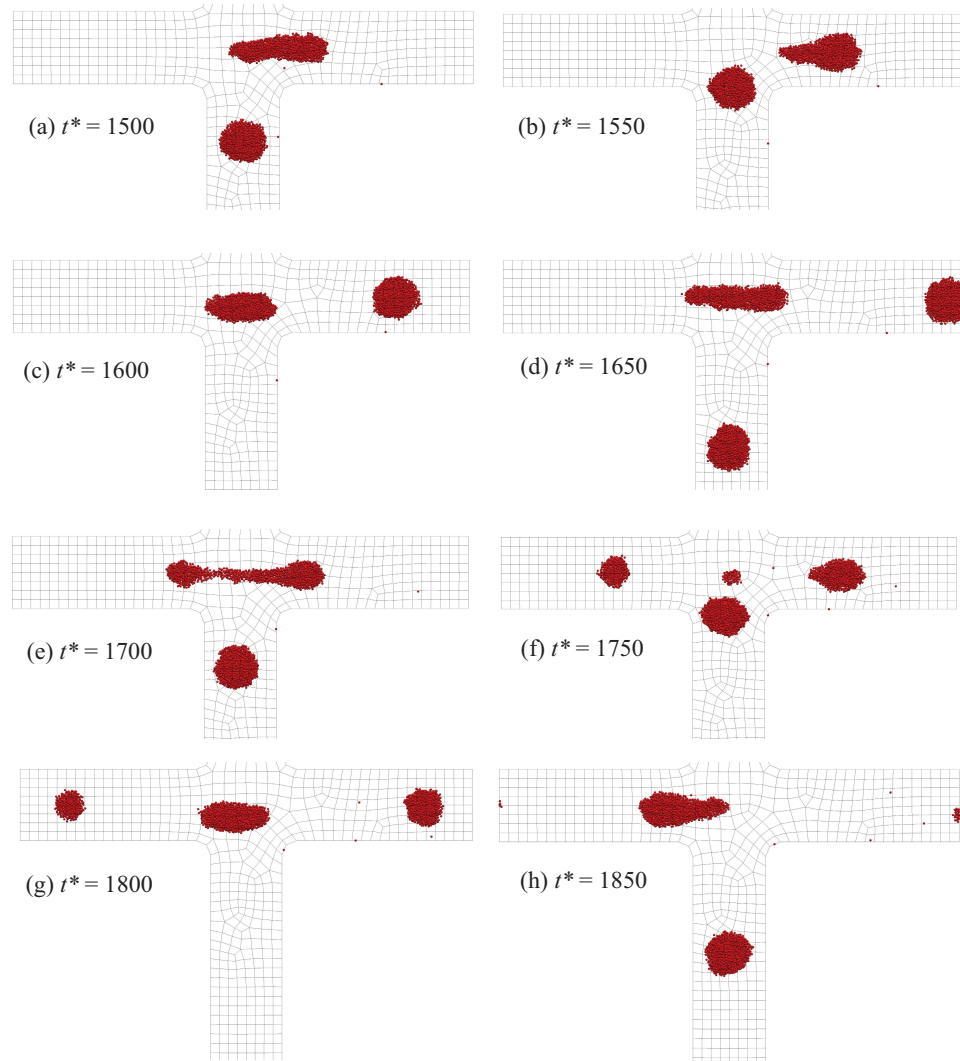 (a) t* = 1500
(b) t* = 1550
(c) t* = 1600
(d) t* = 1650
(e) t* = 1700
(f) t* = 1750
(g) t* = 1800
(h) t* = 1850